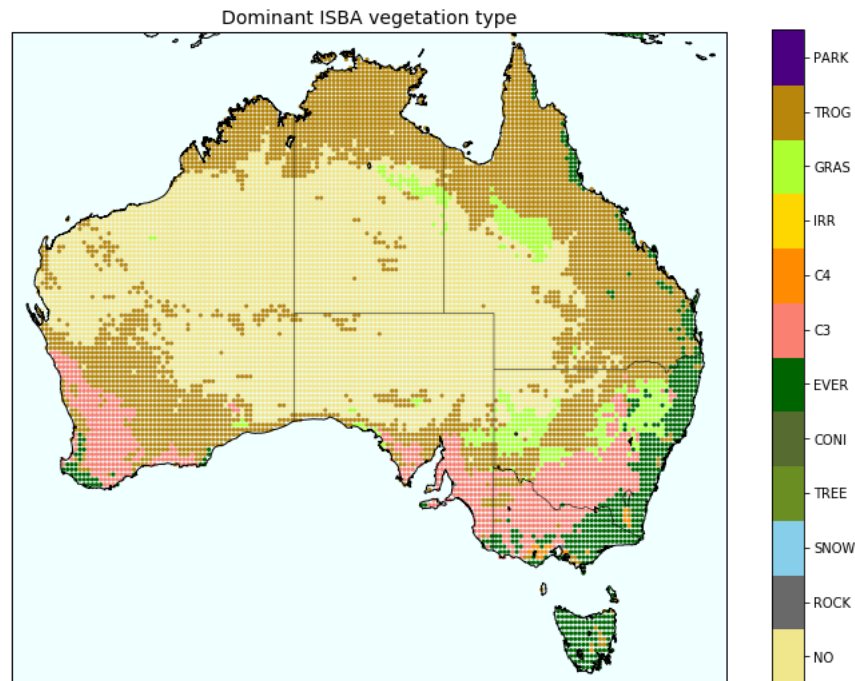 Dominant ISBA vegetation type
PARK
TROG
GRAS
IRR
C4
C3
EVER
CONI
TREE
SNOW
ROCK
NO